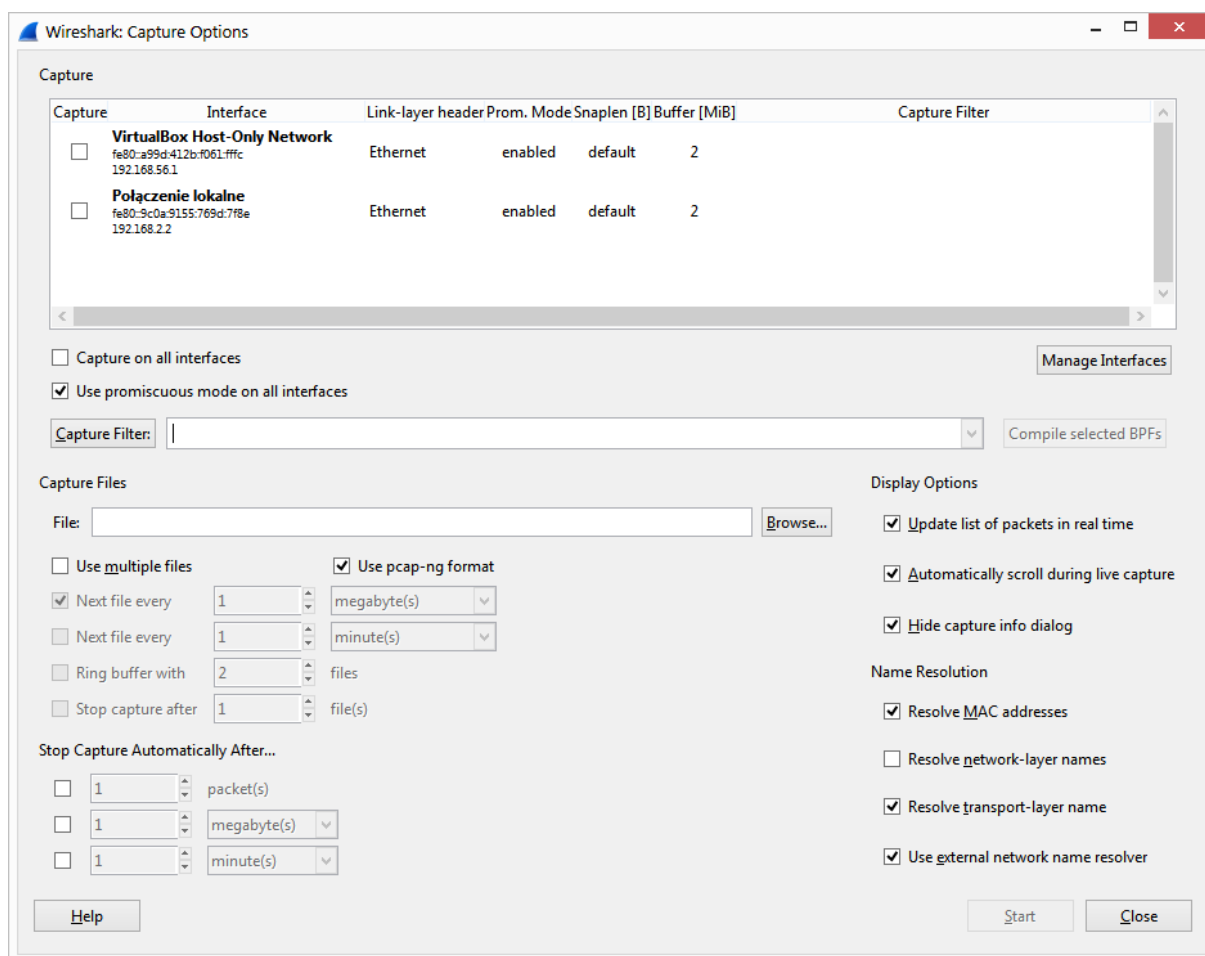 Wireshark: Capture Options
Capture
Capture Interface Link-layer header Prom. Mode Snaplen [B] Buffer [MiB] Capture Filter
VirtualBox Host-Only Network
fe80::a99d:412b:f061:fffc
192.168.56.1
Ethernet enabled default 2
Połączenie lokalne
fe80::9c0a:9155:769d:7f8e
192.168.2.2
Ethernet enabled default 2
Capture on all interfaces
Manage Interfaces
Use promiscuous mode on all interfaces
Capture Filter:
Compile selected BPFs
Capture Files
File:
Browse...
Use multiple files
Use pcap-ng format
Next file every 1 megabyte(s)
Next file every 1 minute(s)
Ring buffer with 2 files
Stop capture after 1 file(s)
Stop Capture Automatically After...
1 packet(s)
1 megabyte(s)
1 minute(s)
Display Options
Update list of packets in real time
Automatically scroll during live capture
Hide capture info dialog
Name Resolution
Resolve MAC addresses
Resolve network-layer names
Resolve transport-layer name
Use external network name resolver
Help
Start
Close